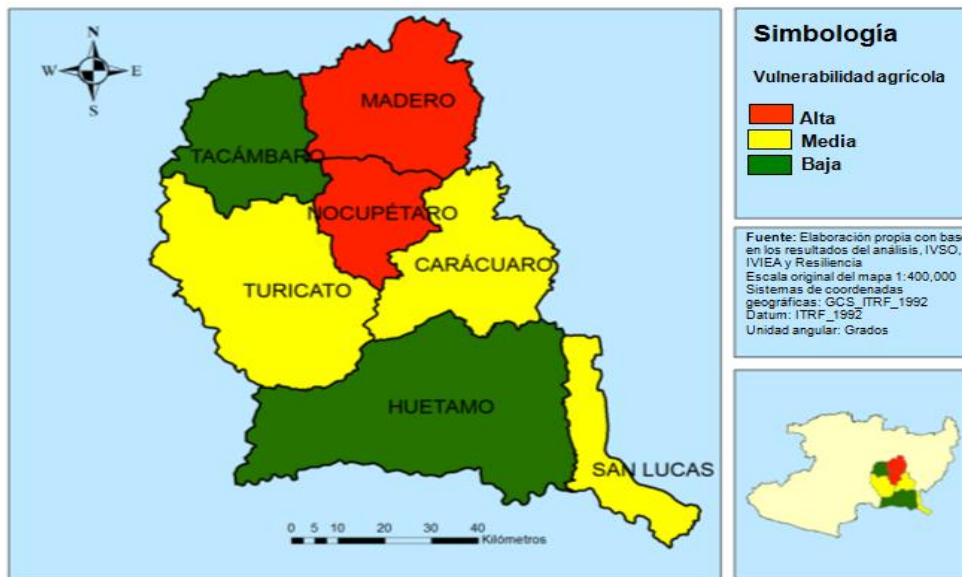 N
W E
S
MADERO
TACÁMBARO
NOCUPÉTARO
CARÁCUARO
TURICATO
HUETAMO
SAN LUCAS
0 5 10 20 30 40
Kilómetros
Simbología
Vulnerabilidad agrícola
Alta
Media
Baja
Fuente: Elaboración propia con base
en los resultados del análisis, IVSO,
IVIEA y Resiliencia
Escala original del mapa 1:400,000
Sistemas de coordenadas
geográficas: GCS_ITRF_1992
Datum: ITRF_1992
Unidad angular: Grados